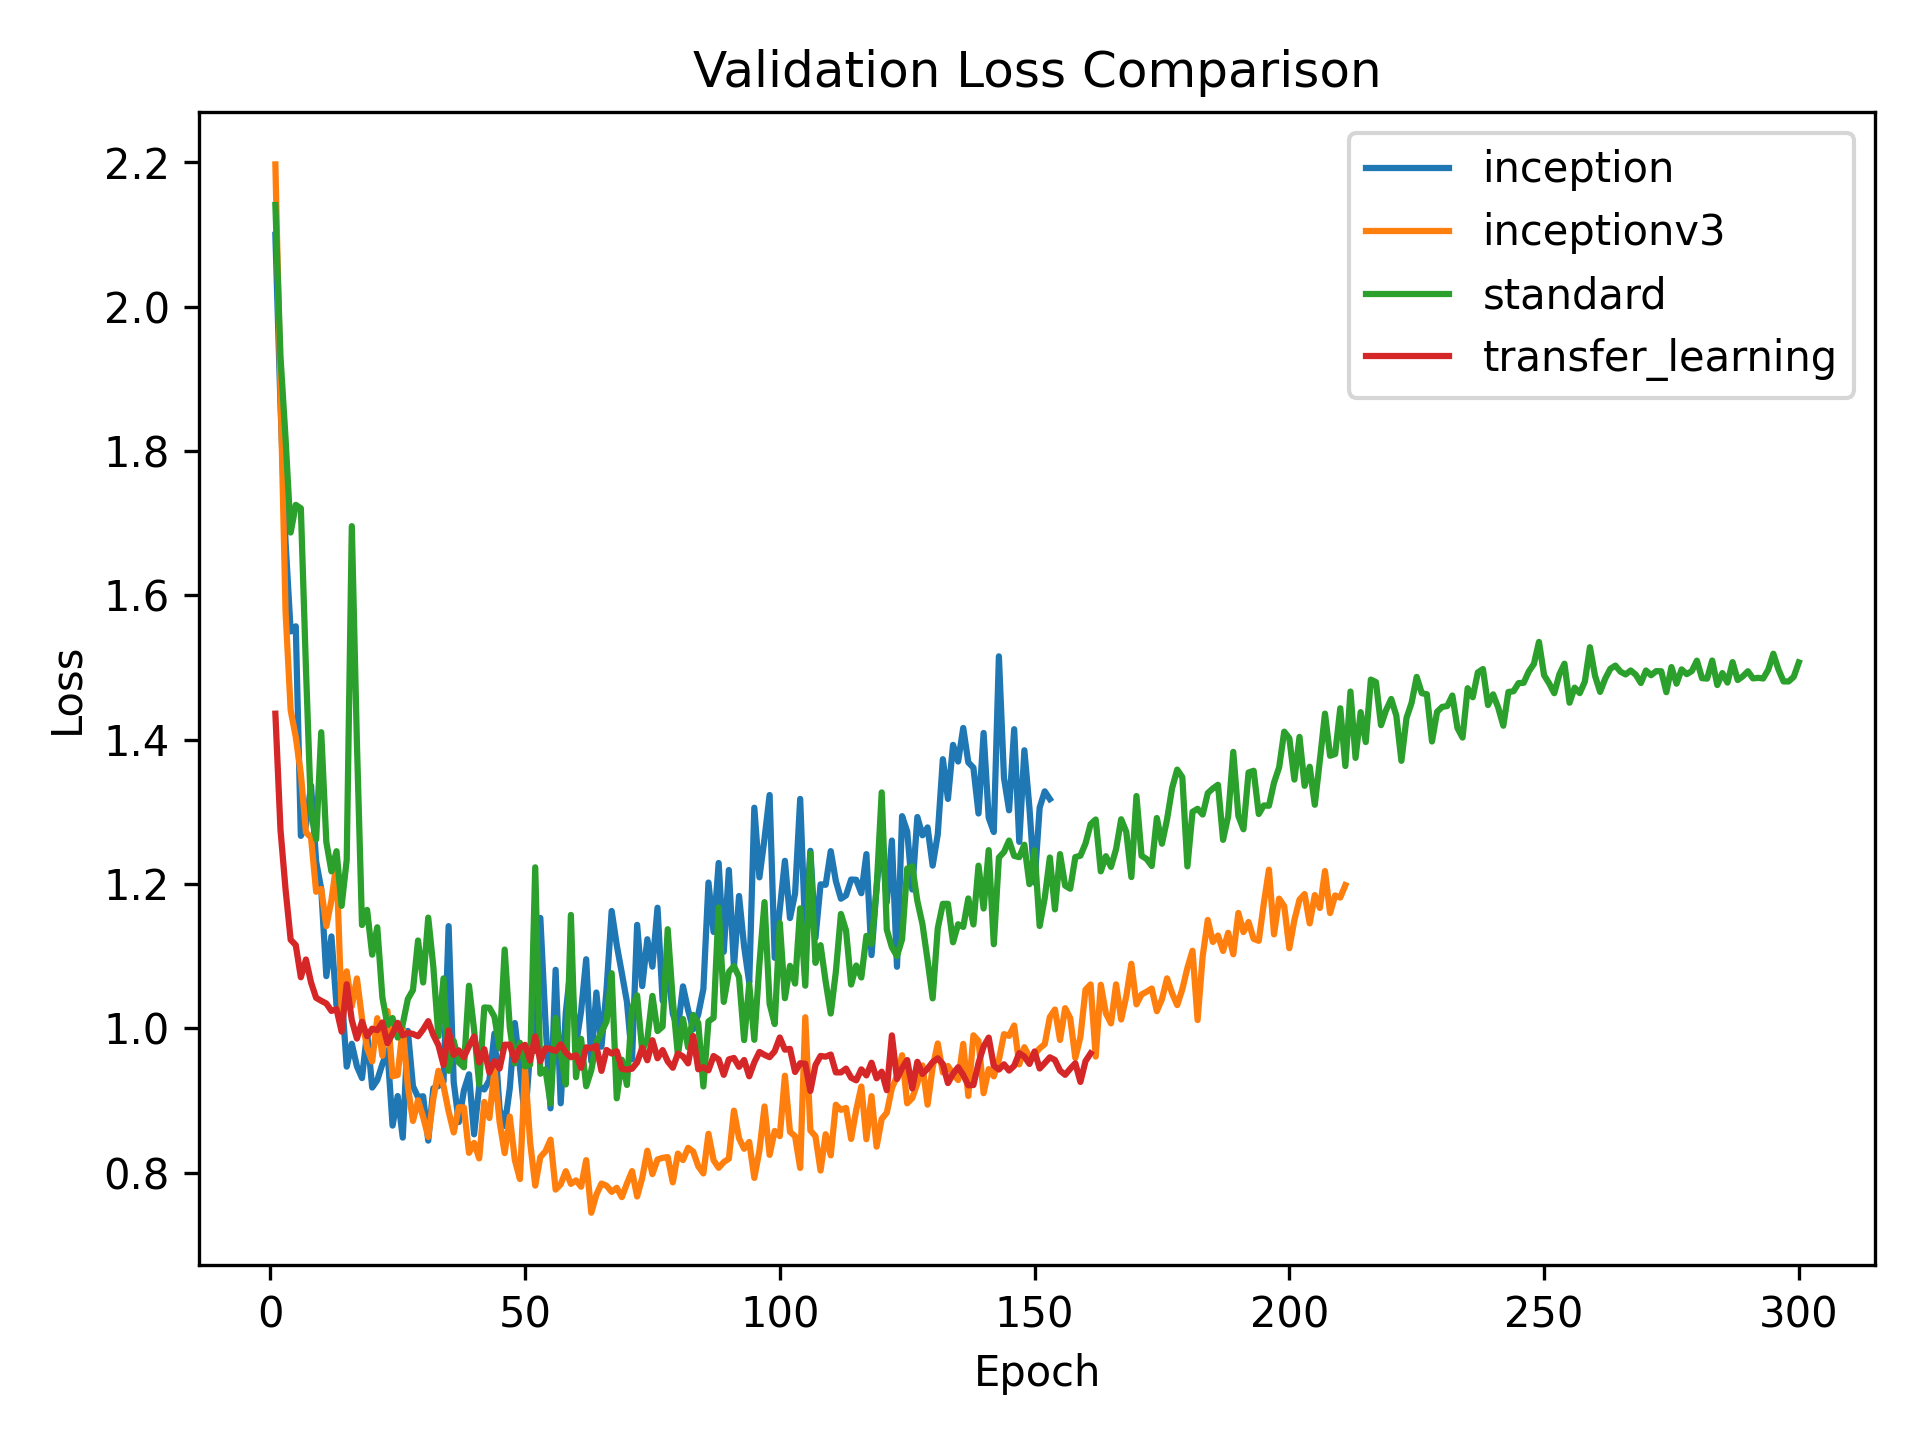 Validation Loss Comparison
inception
inceptionv3
standard
transfer_learning
Loss
2.2
2.0
1.8
1.6
1.4
1.2
1.0
0.8
0 50 100 150 200 250 300
Epoch